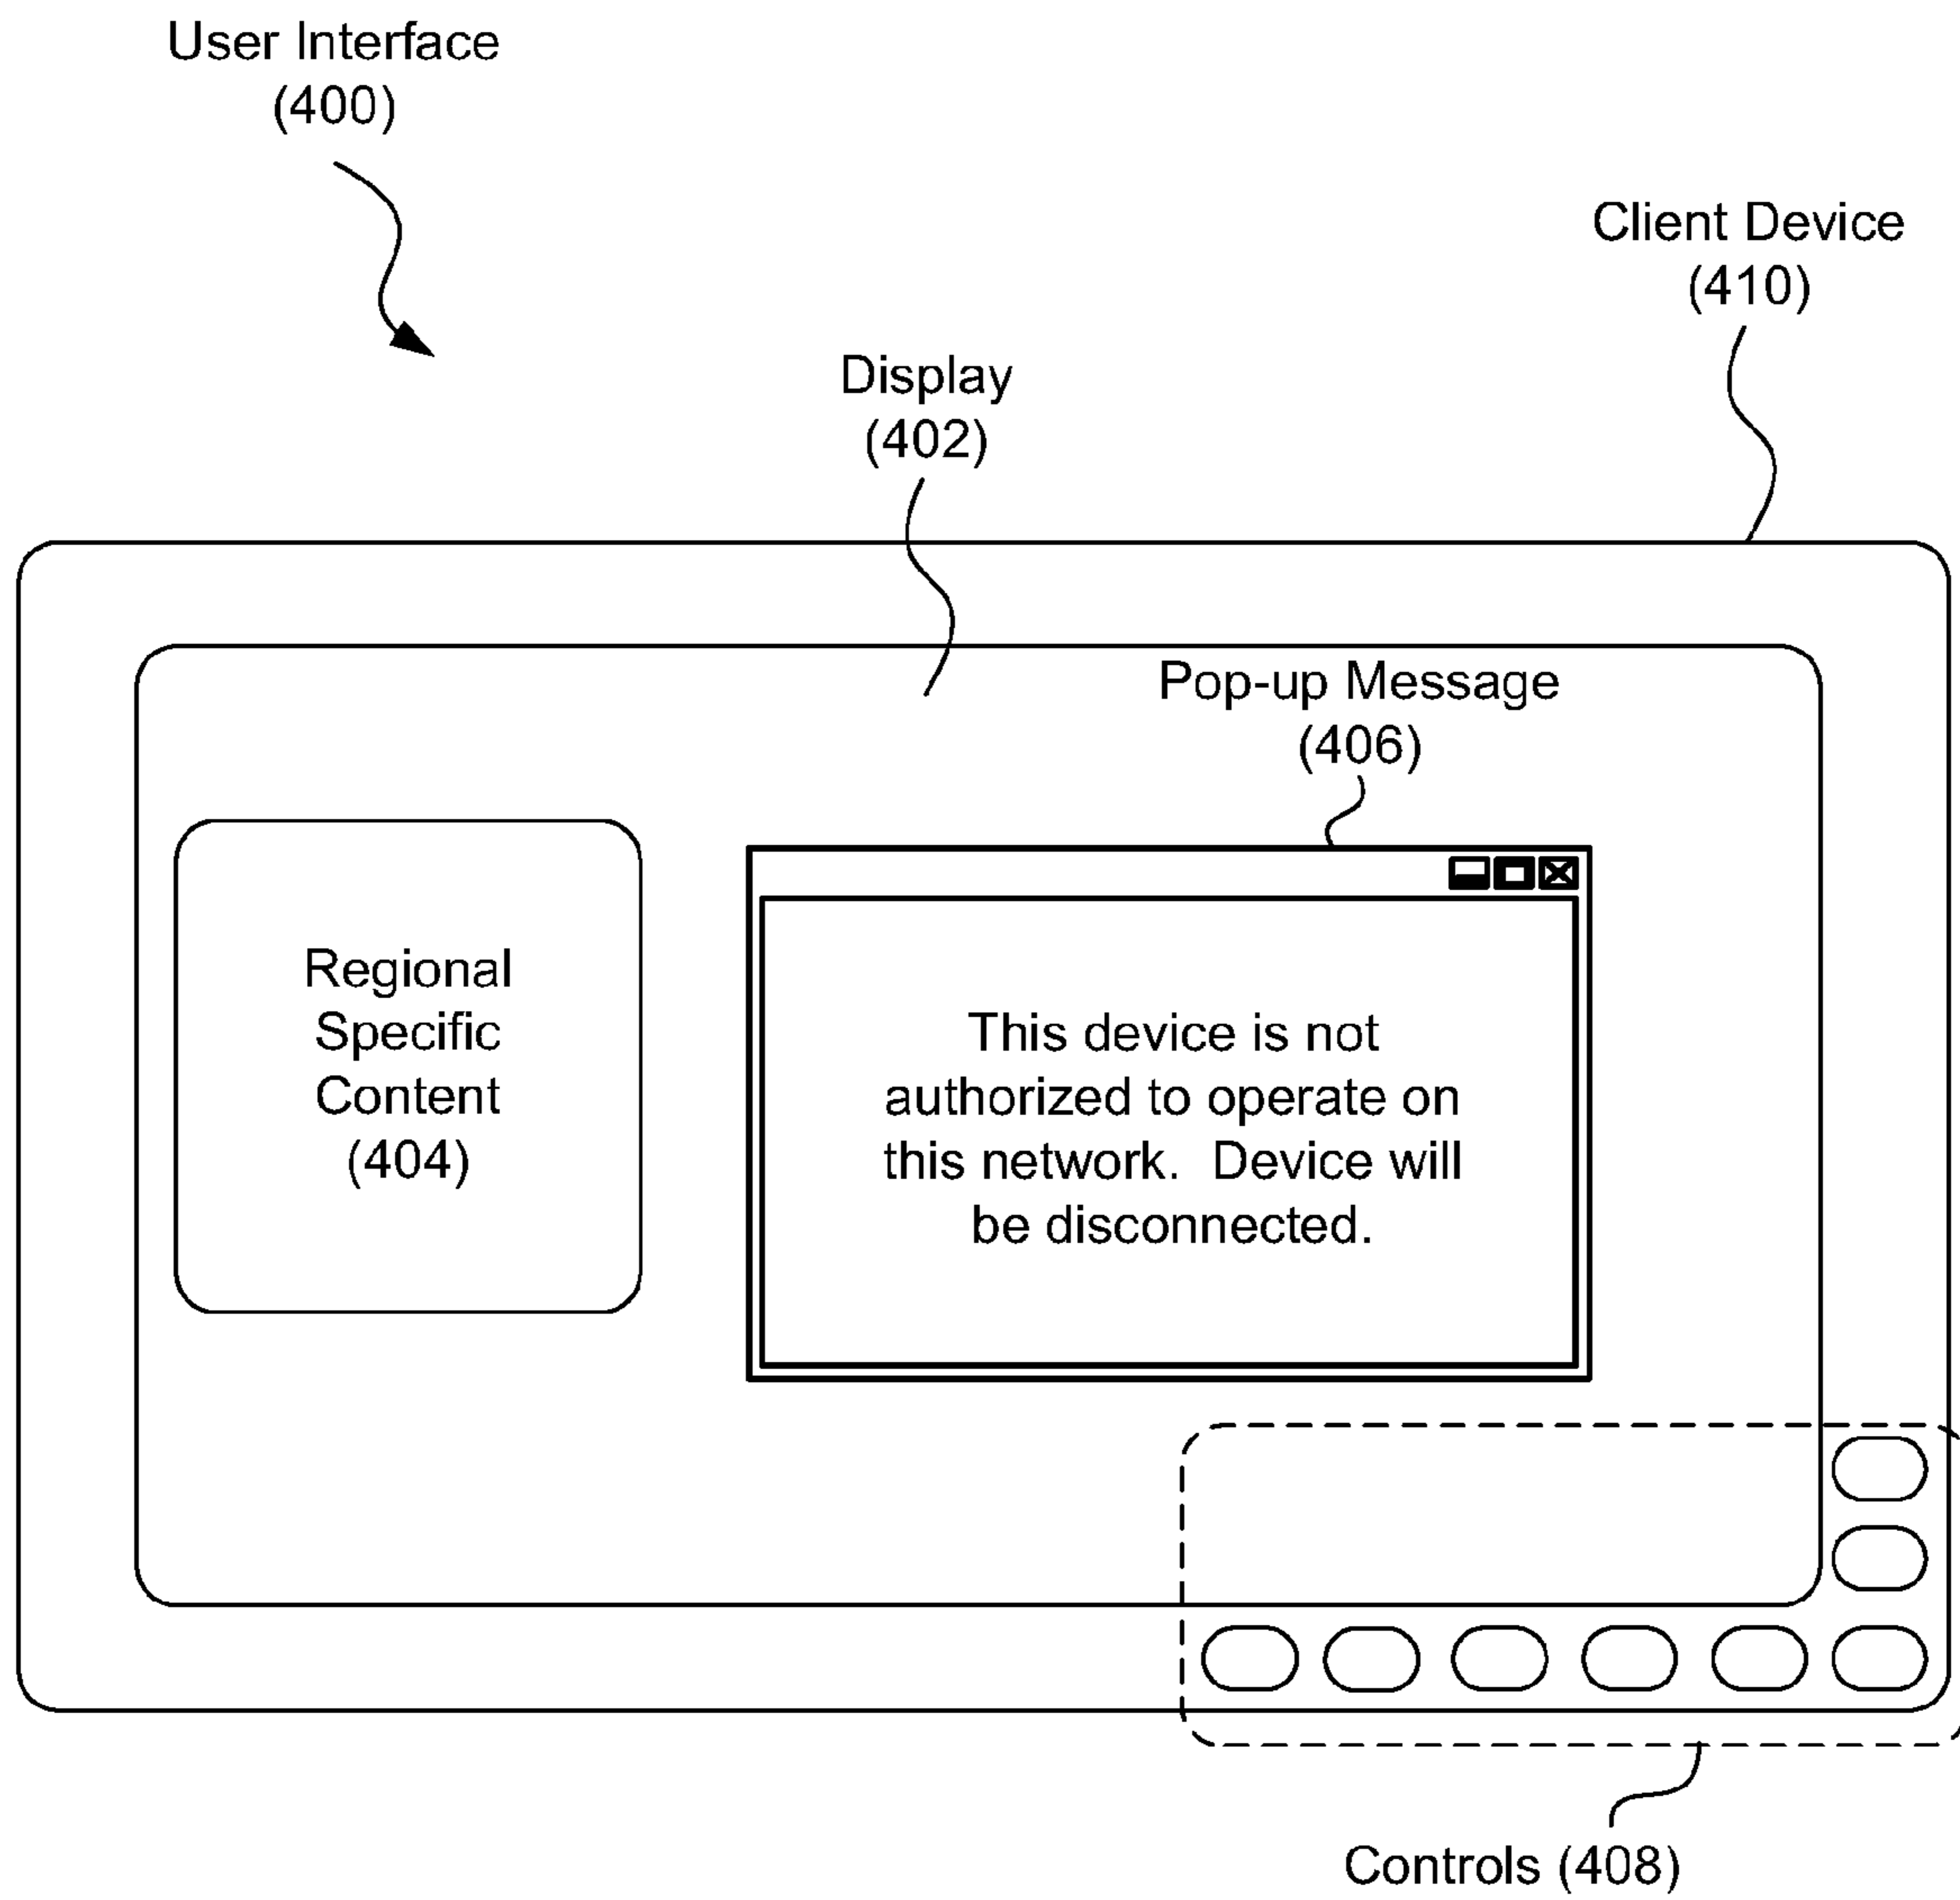 User Interface
(400)
Client Device
(410)
Display
(402)
Pop-up Message
(406)
Regional
Specific
Content
(404)
This device is not
authorized to operate on
this network.  Device will
be disconnected.
Controls (408)